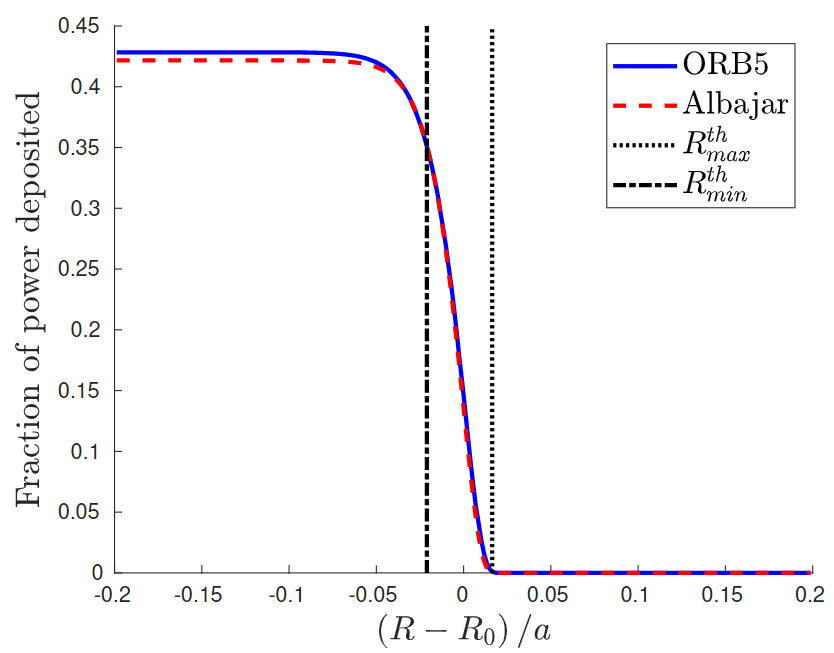 0.45
0.4
0.35
0.3
0.25
0.2
0.15
0.1
0.05
0
Fraction of power deposited
ORB5
Albajar
R_{max}^{th}
R_{min}^{th}
-0.2 -0.15 -0.1 -0.05 0 0.05 0.1 0.15 0.2
(R − R_0) /a